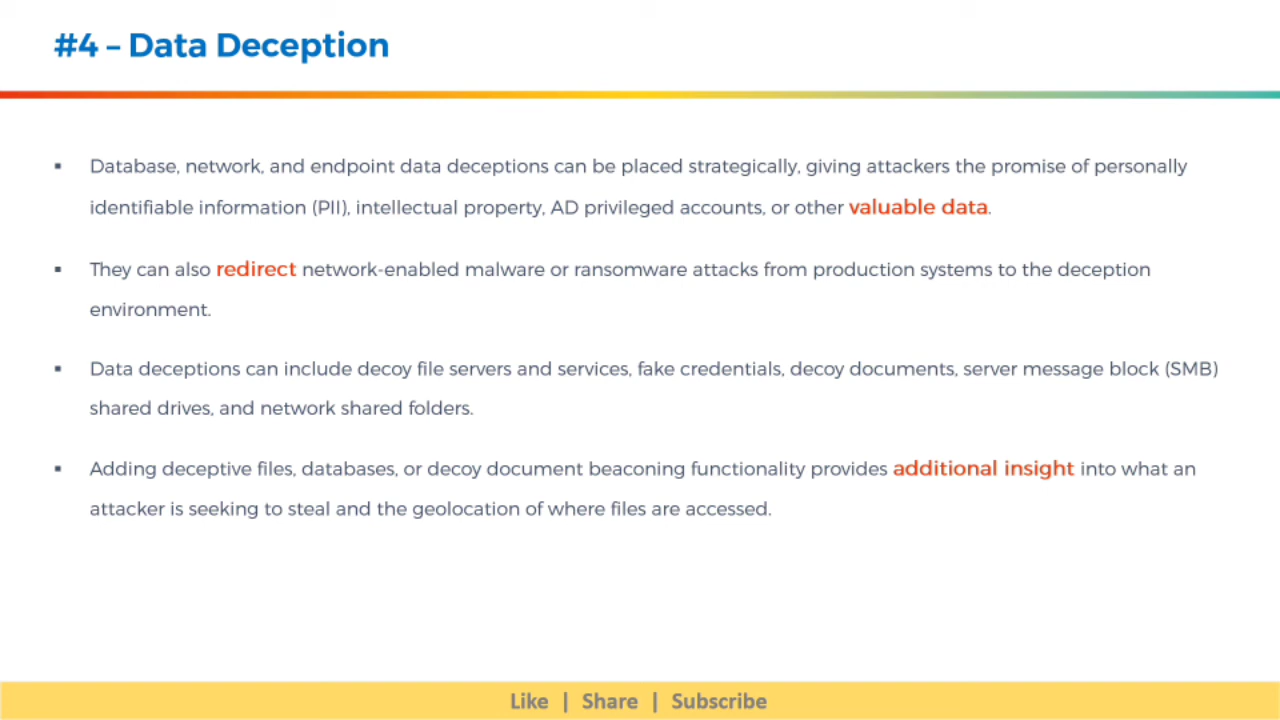 #4 – Data Deception
▪ Database, network, and endpoint data deceptions can be placed strategically, giving attackers the promise of personally
identifiable information (PII), intellectual property, AD privileged accounts, or other valuable data.
▪ They can also redirect network-enabled malware or ransomware attacks from production systems to the deception
environment.
▪ Data deceptions can include decoy file servers and services, fake credentials, decoy documents, server message block (SMB)
shared drives, and network shared folders.
▪ Adding deceptive files, databases, or decoy document beaconing functionality provides additional insight into what an
attacker is seeking to steal and the geolocation of where files are accessed.
Like | Share | Subscribe